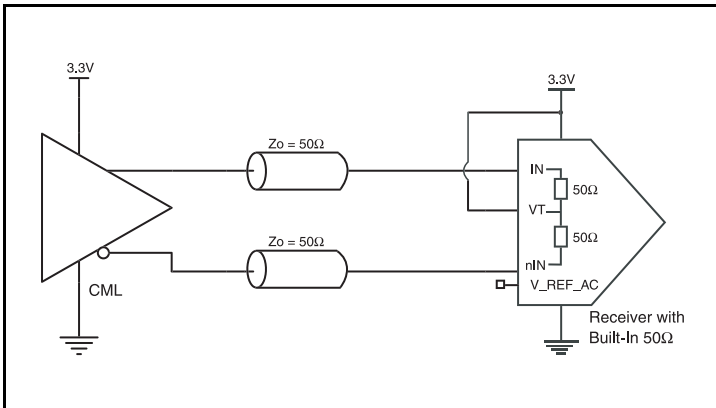 3.3V
3.3V
Zo = 50Ω
IN
50Ω
VT
50Ω
Zo = 50Ω
nIN
V_REF_AC
CML
Receiver with
Built-In 50Ω